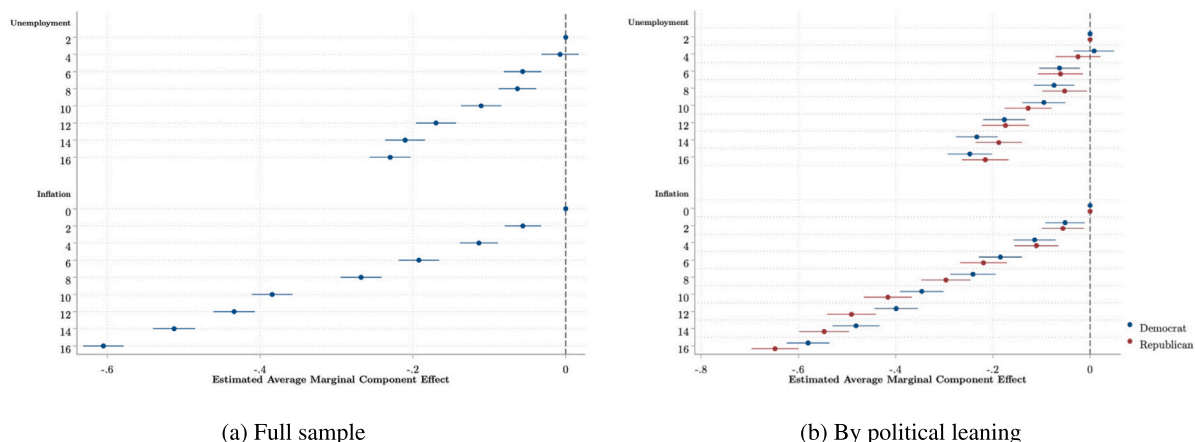 Unemployment
2
4
6
8
10
12
14
16
Inflation
0
2
4
6
8
10
12
14
16
-.6 -.4 -.2 0
Estimated Average Marginal Component Effect
(a) Full sample
Unemployment
2
4
6
8
10
12
14
16
Inflation
0
2
4
6
8
10
12
14
16
-.8 -.6 -.4 -.2 0
Estimated Average Marginal Component Effect
Democrat
Republican
(b) By political leaning